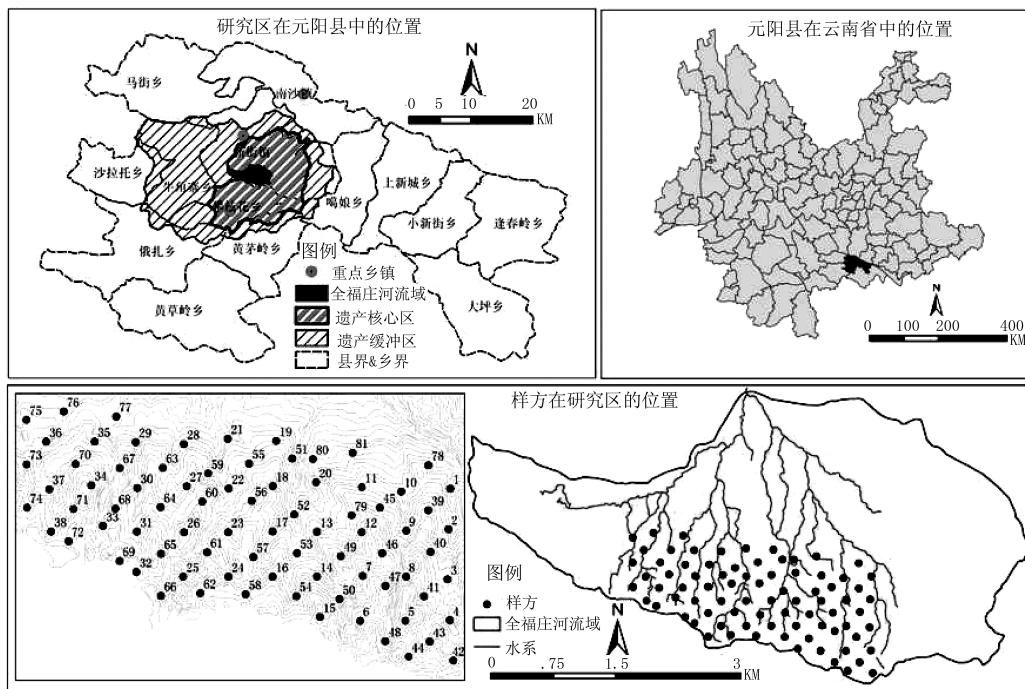 研究区在元阳县中的位置
N
0 5 10 20
KM
马街乡
南沙镇
新街镇
沙拉托乡
牛角寨乡
上新城乡
嘎娘乡
小新街乡
逢春岭乡
俄扎乡
黄茅岭乡
黄草岭乡
大坪乡
图例
重点乡镇
全福庄河流域
遗产核心区
遗产缓冲区
县界&乡界
元阳县在云南省中的位置
N
0 100 200 400
KM
样方在研究区的位置
75 76 77
36 35 29 28 21 19 51 80 81
73 70 67 63 59 55 78
37 34 30 27 22 18 20 11 10 1
74 71 68 64 60 56 52 79 45 39
38 33 31 26 23 17 13 12 9 2
72 69 65 61 57 53 49 46 40
32 25 24 16 14 7 8 3
66 62 58 54 50 47 41
15 6 5 4
48 43
44 42
图例
样方
全福庄河流域
水系
N
0 .75 1.5 3
KM